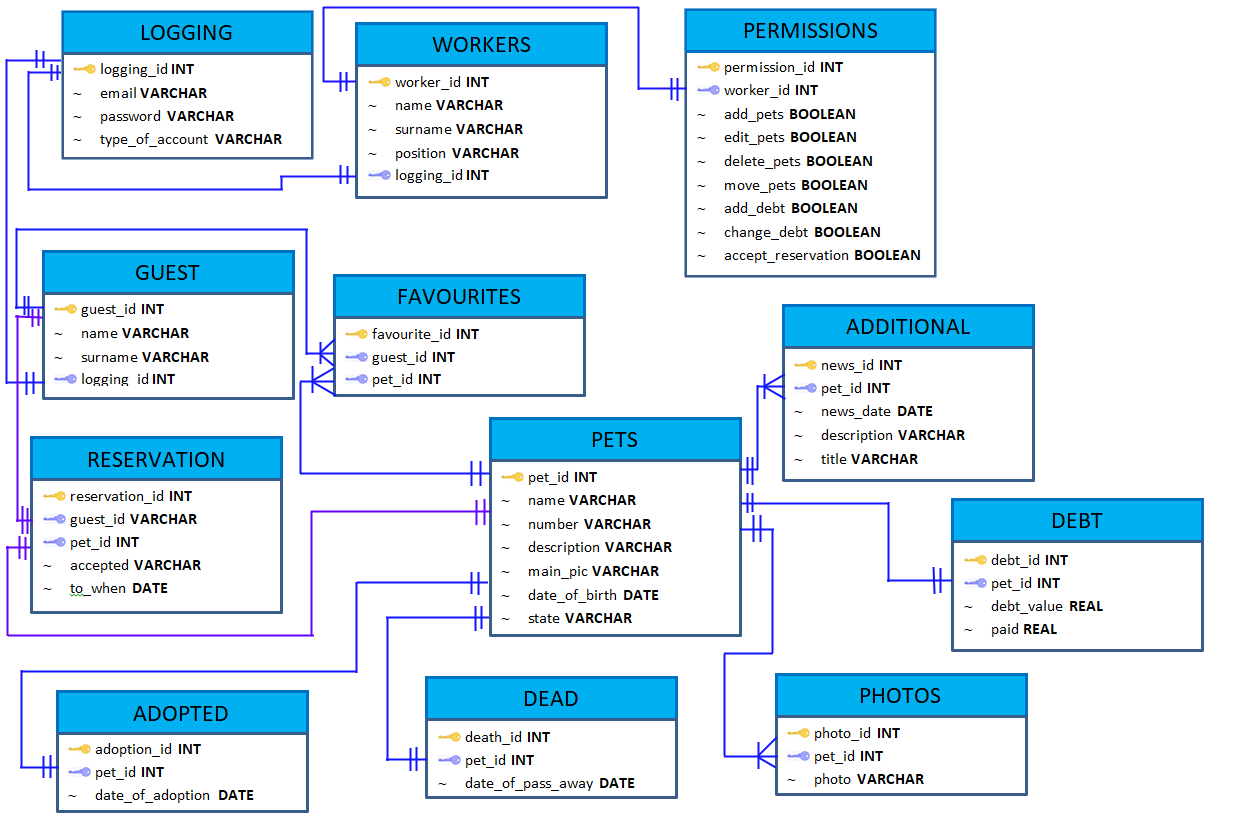 LOGGING
logging_id INT
~ email VARCHAR
~ password VARCHAR
~ type_of_account VARCHAR
WORKERS
worker_id INT
~ name VARCHAR
~ surname VARCHAR
~ position VARCHAR
logging_id INT
PERMISSIONS
permission_id INT
worker_id INT
~ add_pets BOOLEAN
~ edit_pets BOOLEAN
~ delete_pets BOOLEAN
~ move_pets BOOLEAN
~ add_debt BOOLEAN
~ change_debt BOOLEAN
~ accept_reservation BOOLEAN
GUEST
guest_id INT
~ name VARCHAR
~ surname VARCHAR
logging_id INT
FAVOURITES
favourite_id INT
guest_id INT
pet_id INT
ADDITIONAL
news_id INT
pet_id INT
~ news_date DATE
~ description VARCHAR
~ title VARCHAR
RESERVATION
reservation_id INT
guest_id VARCHAR
pet_id INT
~ accepted VARCHAR
~ to_when DATE
PETS
pet_id INT
~ name VARCHAR
~ number VARCHAR
~ description VARCHAR
~ main_pic VARCHAR
~ date_of_birth DATE
~ state VARCHAR
DEBT
debt_id INT
pet_id INT
~ debt_value REAL
~ paid REAL
ADOPTED
adoption_id INT
pet_id INT
~ date_of_adoption DATE
DEAD
death_id INT
pet_id INT
~ date_of_pass_away DATE
PHOTOS
photo_id INT
pet_id INT
~ photo VARCHAR